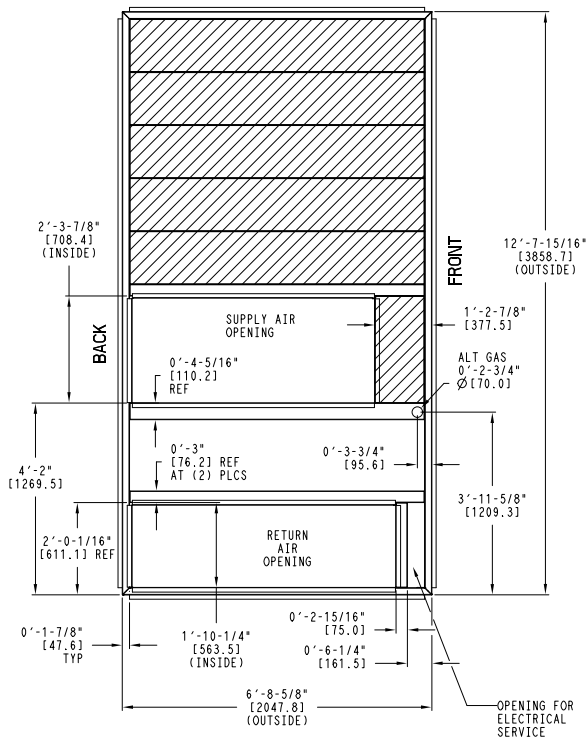 2'-3-7/8"
[708.4]
(INSIDE)
12'-7-15/16"
[3858.7]
(OUTSIDE)
FRONT
BACK
SUPPLY AIR
OPENING
1'-2-7/8"
[377.5]
0'-4-5/16"
[110.2]
REF
ALT GAS
0'-2-3/4"
Ø[70.0]
4'-2"
[1269.5]
0'-3"
[76.2] REF
AT (2) PLCS
0'-3-3/4"
[95.6]
3'-11-5/8"
[1209.3]
2'-0-1/16"
[611.1] REF
RETURN
AIR
OPENING
0'-1-7/8"
[47.6]
TYP
1'-10-1/4"
[563.5]
(INSIDE)
0'-2-15/16"
[75.0]
0'-6-1/4"
[161.5]
6'-8-5/8"
[2047.8]
(OUTSIDE)
OPENING FOR
ELECTRICAL
SERVICE